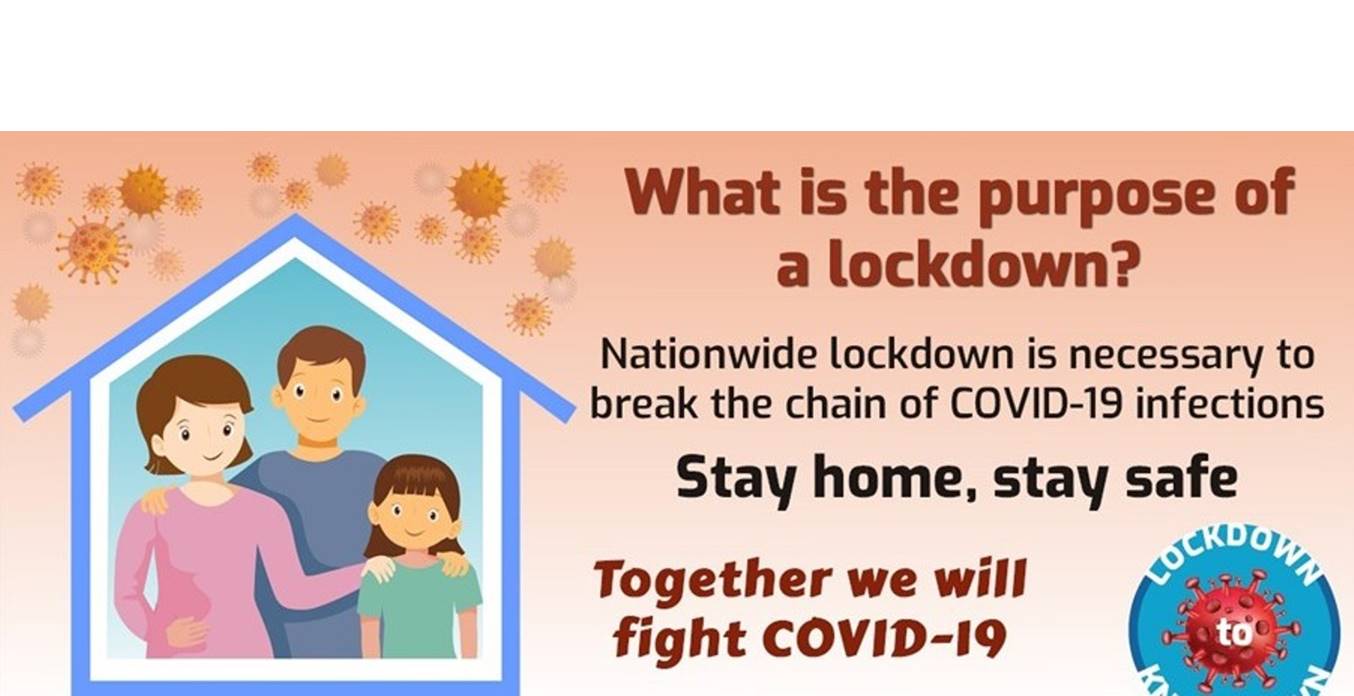 What is the purpose of
a lockdown?
Nationwide lockdown is necessary to
break the chain of COVID-19 infections
Stay home, stay safe
Together we will
fight COVID-19
LOCKDOWN
to